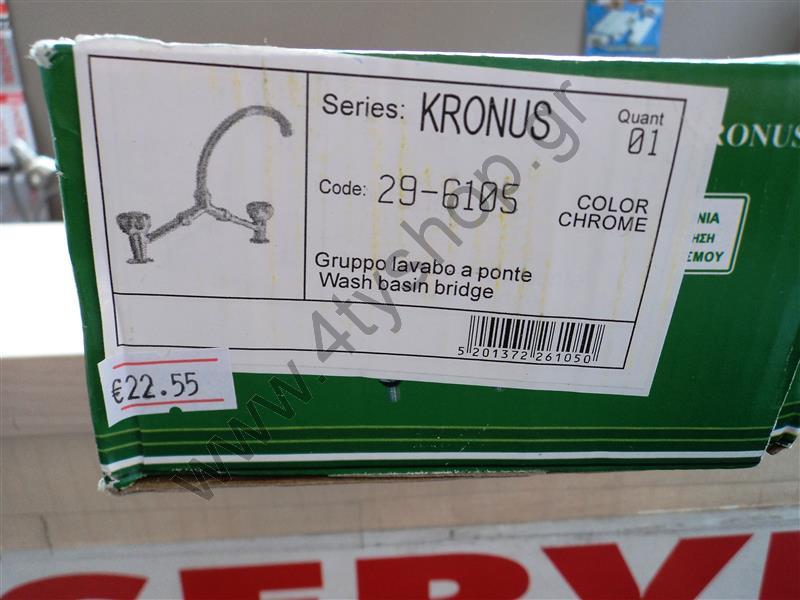 Series: KRONUS
Quant
01
Code: 29-6105
COLOR
CHROME
Gruppo lavabo a ponte
Wash basin bridge
5 201372 261050
€22.55
RONUS
ΝΙΑ
ΗΣΗ
ΣΜΟΥ
www.4tyshop.gr